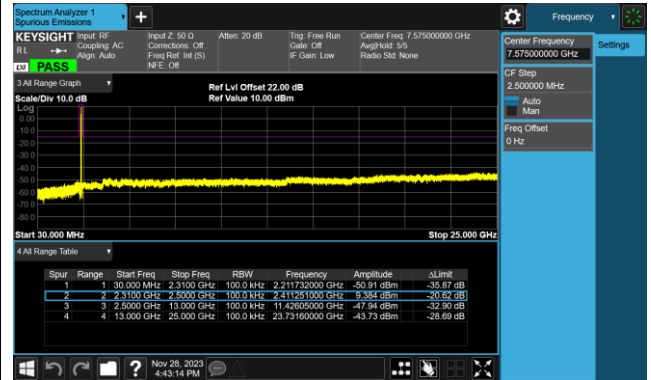 Spectrum Analyzer 1
Spurious Emissions
Frequency
KEYSIGHT
RL
Input: RF
Coupling: AC
Align: Auto
Input Z: 50 Ω
Corrections: Off
Freq Ref: Int (S)
NFE: Off
Atten: 20 dB
Trig: Free Run
Gate: Off
IF Gain: Low
Center Freq: 7.575000000 GHz
Avg|Hold: 5/5
Radio Std: None
LXI
PASS
Center Frequency
7.575000000 GHz
Settings
CF Step
2.500000 MHz
Auto
Man
Freq Offset
0 Hz
3 All Range Graph
Scale/Div 10.0 dB
Ref Lvl Offset 22.00 dB
Ref Value 10.00 dBm
Log
0.00
-10.0
-20.0
-30.0
-40.0
-50.0
-60.0
-70.0
-80.0
Start 30.000 MHz
Stop 25.000 GHz
4 All Range Table
Spur Range Start Freq Stop Freq RBW Frequency Amplitude ΔLimit
1 1 30.000 MHz 2.3100 GHz 100.0 kHz 2.211732000 GHz -50.91 dBm -35.87 dB
2 2 2.3100 GHz 2.5000 GHz 100.0 kHz 2.411251000 GHz 9.384 dBm -20.62 dB
3 3 2.5000 GHz 13.000 GHz 100.0 kHz 11.42605000 GHz -47.94 dBm -32.90 dB
4 4 13.000 GHz 25.000 GHz 100.0 kHz 23.73160000 GHz -43.73 dBm -28.69 dB
?
Nov 28, 2023
4:43:14 PM